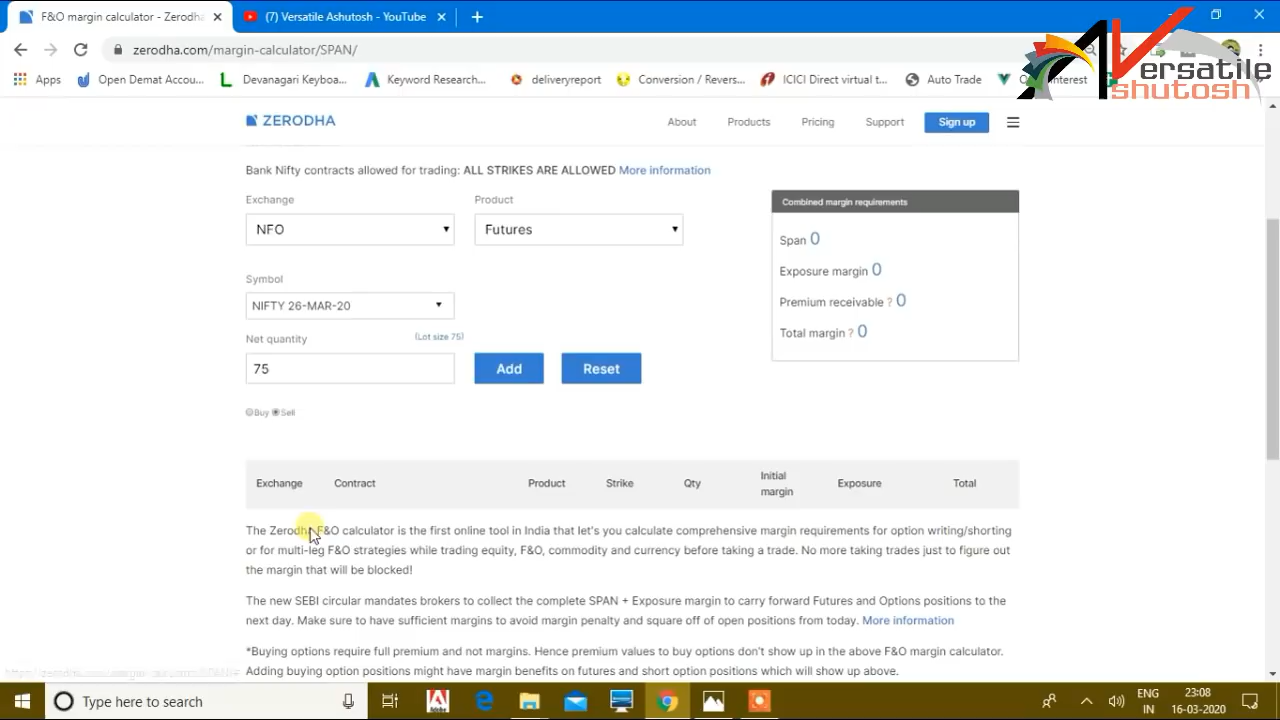 F&O margin calculator - Zerodha
(7) Versatile Ashutosh - YouTube
zerodha.com/margin-calculator/SPAN/
Apps
Open Demat Accou...
Devanagari Keyboa...
Keyword Research...
deliveryreport
Conversion / Revers...
ICICI Direct virtual t...
Auto Trade
Interest
Versatile
shutosh
ZERODHA
About
Products
Pricing
Support
Sign up
Bank Nifty contracts allowed for trading: ALL STRIKES ARE ALLOWED More information
Exchange
Product
NFO
Futures
Combined margin requirements
Span 0
Exposure margin 0
Premium receivable ? 0
Total margin ? 0
Symbol
NIFTY 26-MAR-20
Net quantity
(Lot size 75)
75
Add
Reset
Buy Sell
Exchange
Contract
Product
Strike
Qty
Initial
margin
Exposure
Total
The Zerodha F&O calculator is the first online tool in India that let's you calculate comprehensive margin requirements for option writing/shorting
or for multi-leg F&O strategies while trading equity, F&O, commodity and currency before taking a trade. No more taking trades just to figure out
the margin that will be blocked!
The new SEBI circular mandates brokers to collect the complete SPAN + Exposure margin to carry forward Futures and Options positions to the
next day. Make sure to have sufficient margins to avoid margin penalty and square off of open positions from today. More information
*Buying options require full premium and not margins. Hence premium values to buy options don't show up in the above F&O margin calculator.
Adding buying option positions might have margin benefits on futures and short option positions which will show up above.
Type here to search
ENG
IN
23:08
16-03-2020